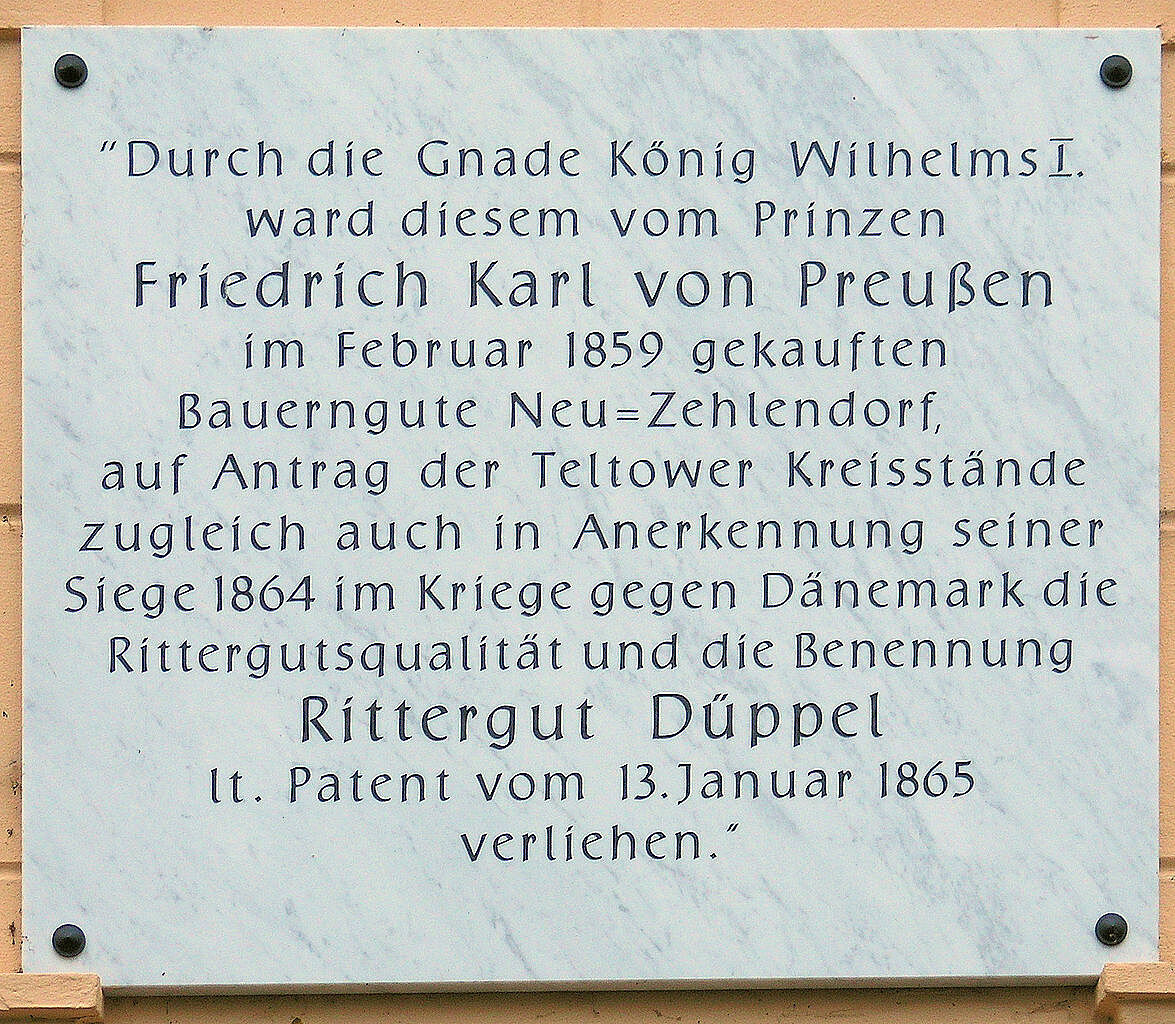 "Durch die Gnade König Wilhelms I.
ward diesem vom Prinzen
Friedrich Karl von Preußen
im Februar 1859 gekauften
Bauerngute Neu=Zehlendorf,
auf Antrag der Teltower Kreisstände
zugleich auch in Anerkennung seiner
Siege 1864 im Kriege gegen Dänemark die
Rittergutsqualität und die Benennung
Rittergut Düppel
lt. Patent vom 13. Januar 1865
verliehen."